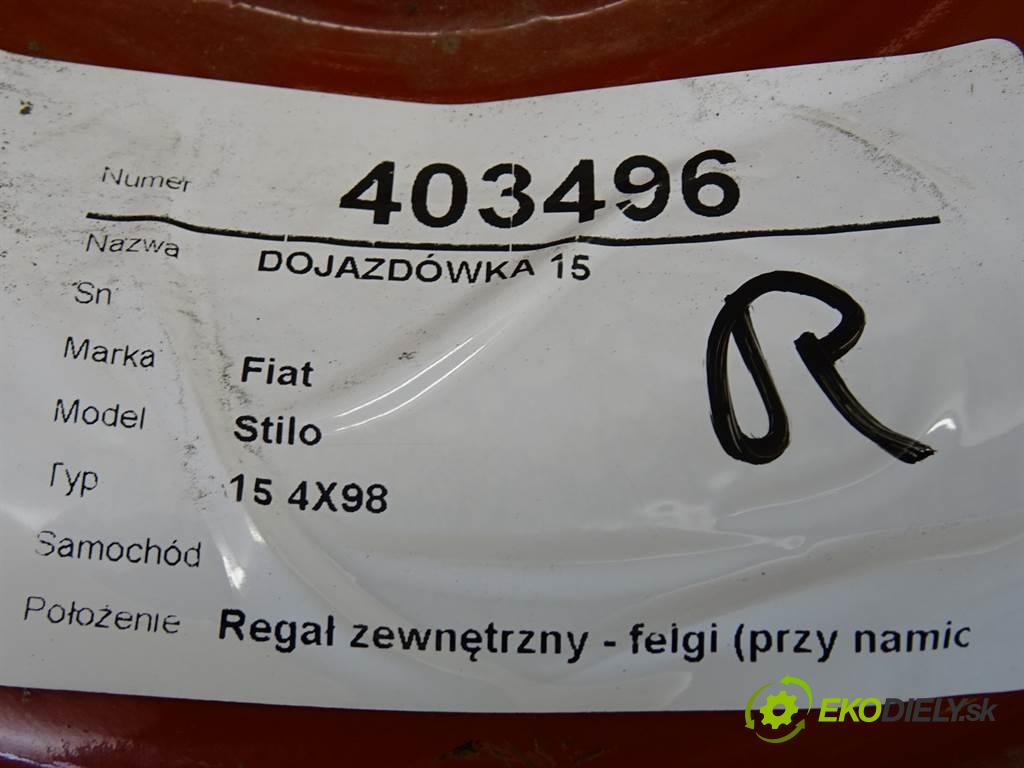 Numer 403496
Nazwa DOJAZDÓWKA 15
Sn
Marka Fiat
Model Stilo
Typ 15 4X98
Samochód
Położenie Regał zewnętrzny - felgi (przy namic
R
EKODIELY.sk